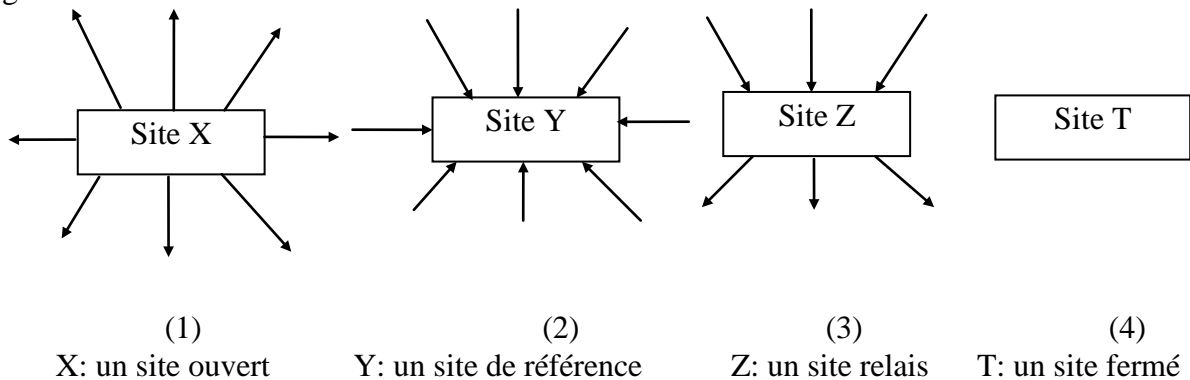 Site X Site Y Site Z Site T
(1) (2) (3) (4)
X: un site ouvert Y: un site de référence Z: un site relais T: un site fermé